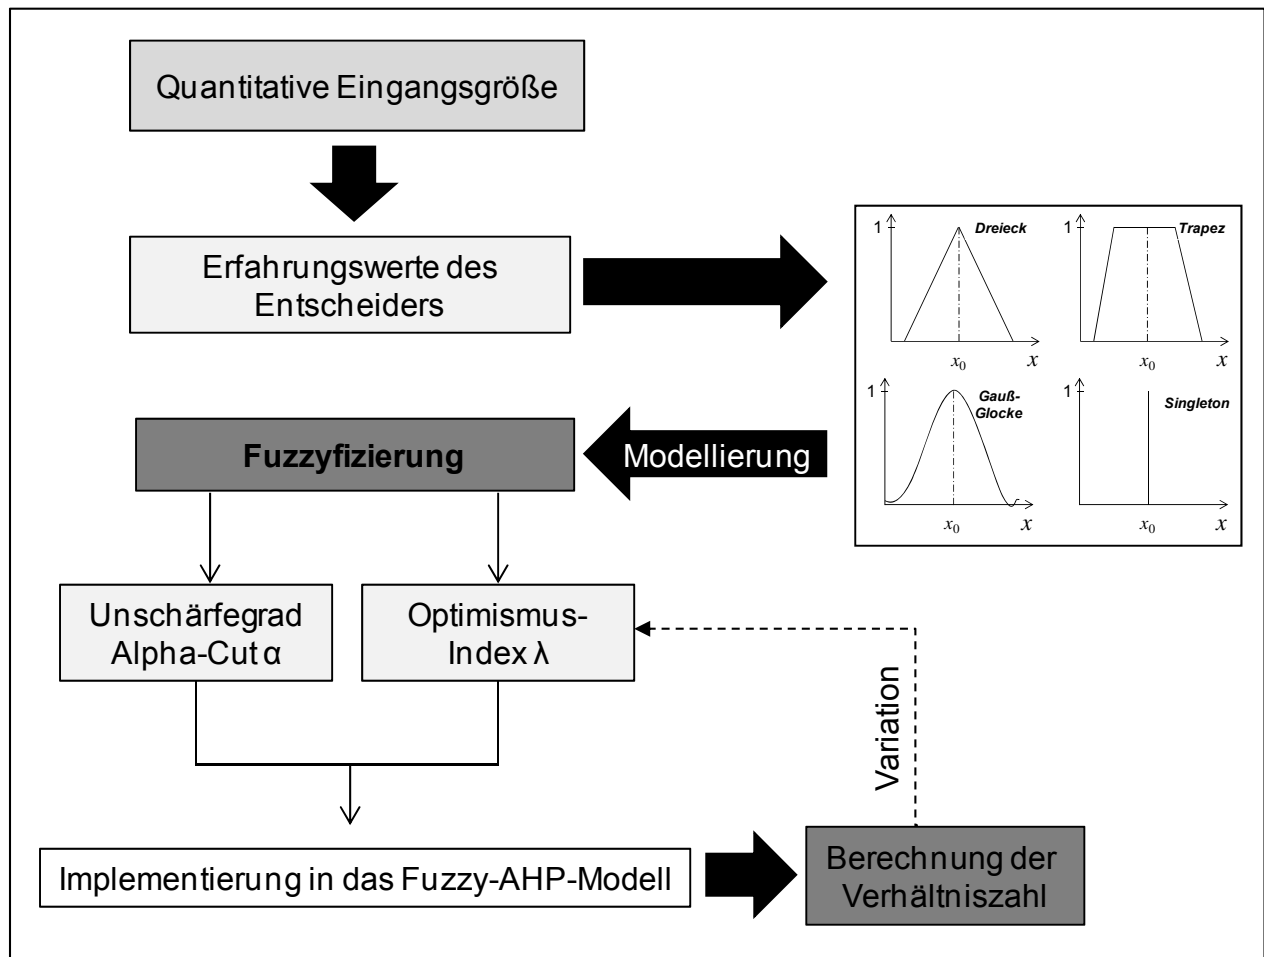 Quantitative Eingangsgröße
Erfahrungswerte des
Entscheiders
1
Dreieck
x₀
x
1
Trapez
x₀
x
1
Gauß-
Glocke
x₀
x
1
Singleton
x₀
x
Modellierung
Fuzzyfizierung
Unschärfegrad
Alpha-Cut α
Optimismus-
Index λ
Variation
Implementierung in das Fuzzy-AHP-Modell
Berechnung der
Verhältniszahl